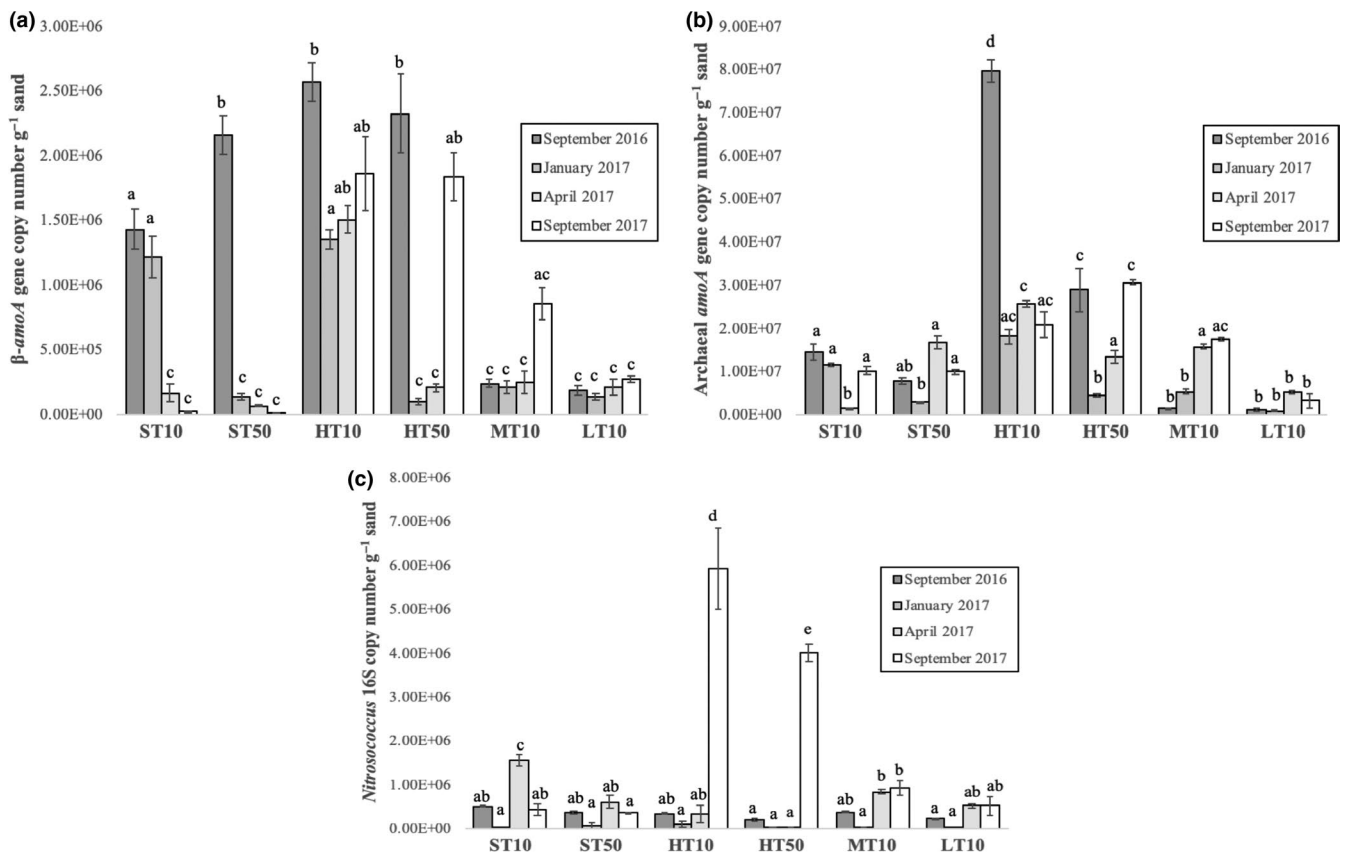 (a)
β-amoA gene copy number g⁻¹ sand
3.00E+06
2.50E+06
2.00E+06
1.50E+06
1.00E+06
5.00E+05
0.00E+00
a a c c
b c c c
b a ab ab
b c c ab
c c c ac
c c c c
ST10 ST50 HT10 HT50 MT10 LT10
September 2016
January 2017
April 2017
September 2017
(b)
Archaeal amoA gene copy number g⁻¹ sand
9.00E+07
8.00E+07
7.00E+07
6.00E+07
5.00E+07
4.00E+07
3.00E+07
2.00E+07
1.00E+07
0.00E+00
a a b a
ab b a a
d ac c ac
c b a c
b b a ac
b b b b
ST10 ST50 HT10 HT50 MT10 LT10
September 2016
January 2017
April 2017
September 2017
(c)
Nitrosococcus 16S copy number g⁻¹ sand
8.00E+06
7.00E+06
6.00E+06
5.00E+06
4.00E+06
3.00E+06
2.00E+06
1.00E+06
0.00E+00
ab a c ab
ab a ab a
ab a ab d
a a a e
ab a b b
a a ab ab
ST10 ST50 HT10 HT50 MT10 LT10
September 2016
January 2017
April 2017
September 2017